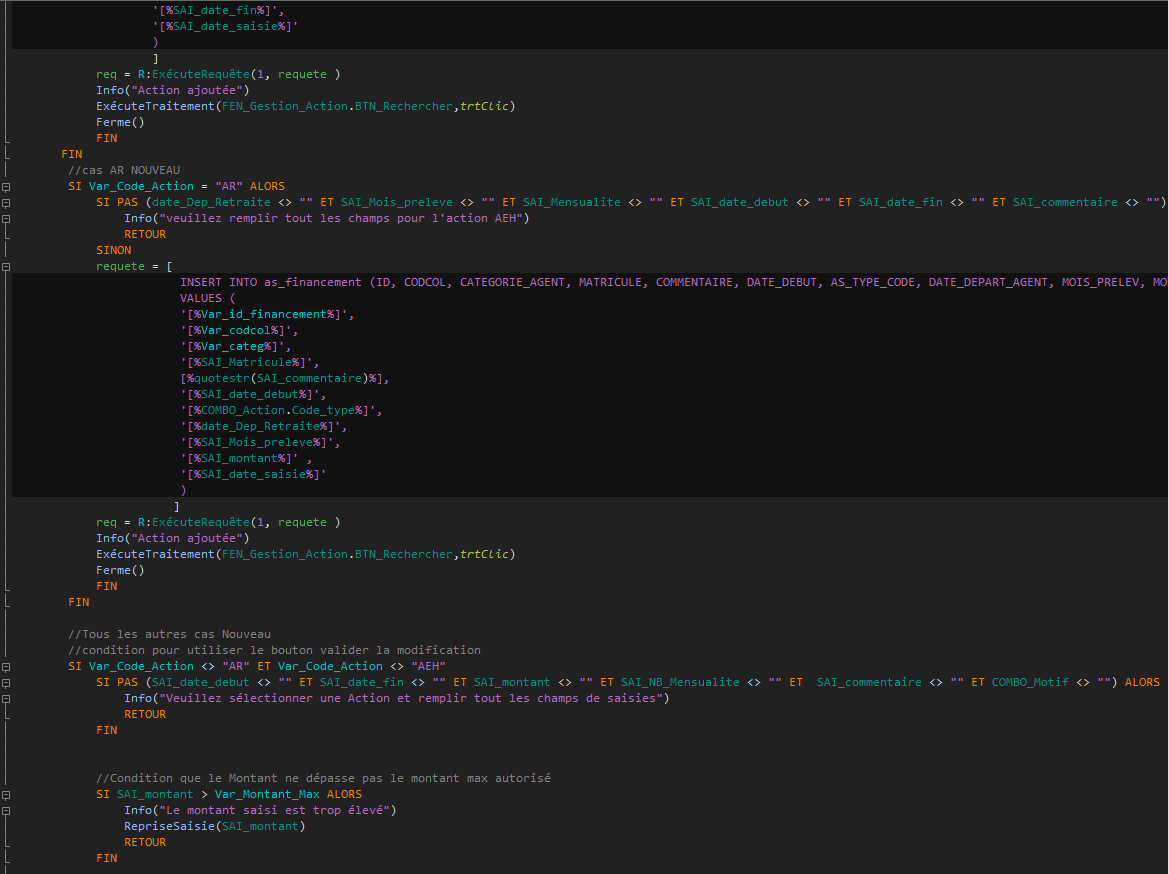 '[%SAI_date_fin%]',
'[%SAI_date_saisie%]'
)
]
req = R:ExécuteRequête(1, requete )
Info("Action ajoutée")
ExécuteTraitement(FEN_Gestion_Action.BTN_Rechercher,trtClic)
Ferme()
FIN
FIN
//cas AR NOUVEAU
SI Var_Code_Action = "AR" ALORS
SI PAS (date_Dep_Retraite <> "" ET SAI_Mois_preleve <> "" ET SAI_Mensualite <> "" ET SAI_date_debut <> "" ET SAI_date_fin <> "" ET SAI_commentaire <> "")
Info("veuillez remplir tout les champs pour l'action AEH")
RETOUR
SINON
requete = [
INSERT INTO as_financement (ID, CODCOL, CATEGORIE_AGENT, MATRICULE, COMMENTAIRE, DATE_DEBUT, AS_TYPE_CODE, DATE_DEPART_AGENT, MOIS_PRELEV, MO
VALUES (
'[%Var_id_financement%]',
'[%Var_codcol%]',
'[%Var_categ%]',
'[%SAI_Matricule%]',
[%quotestr(SAI_commentaire)%],
'[%SAI_date_debut%]',
'[%COMBO_Action.Code_type%]',
'[%date_Dep_Retraite%]',
'[%SAI_Mois_preleve%]',
'[%SAI_montant%]' ,
'[%SAI_date_saisie%]'
)
]
req = R:ExécuteRequête(1, requete )
Info("Action ajoutée")
ExécuteTraitement(FEN_Gestion_Action.BTN_Rechercher,trtClic)
Ferme()
FIN
FIN
//Tous les autres cas Nouveau
//condition pour utiliser le bouton valider la modification
SI Var_Code_Action <> "AR" ET Var_Code_Action <> "AEH"
SI PAS (SAI_date_debut <> "" ET SAI_date_fin <> "" ET SAI_montant <> "" ET SAI_NB_Mensualite <> "" ET  SAI_commentaire <> "" ET COMBO_Motif <> "") ALORS
Info("Veuillez sélectionner une Action et remplir tout les champs de saisies")
RETOUR
FIN
//Condition que le Montant ne dépasse pas le montant max autorisé
SI SAI_montant > Var_Montant_Max ALORS
Info("Le montant saisi est trop élevé")
RepriseSaisie(SAI_montant)
RETOUR
FIN